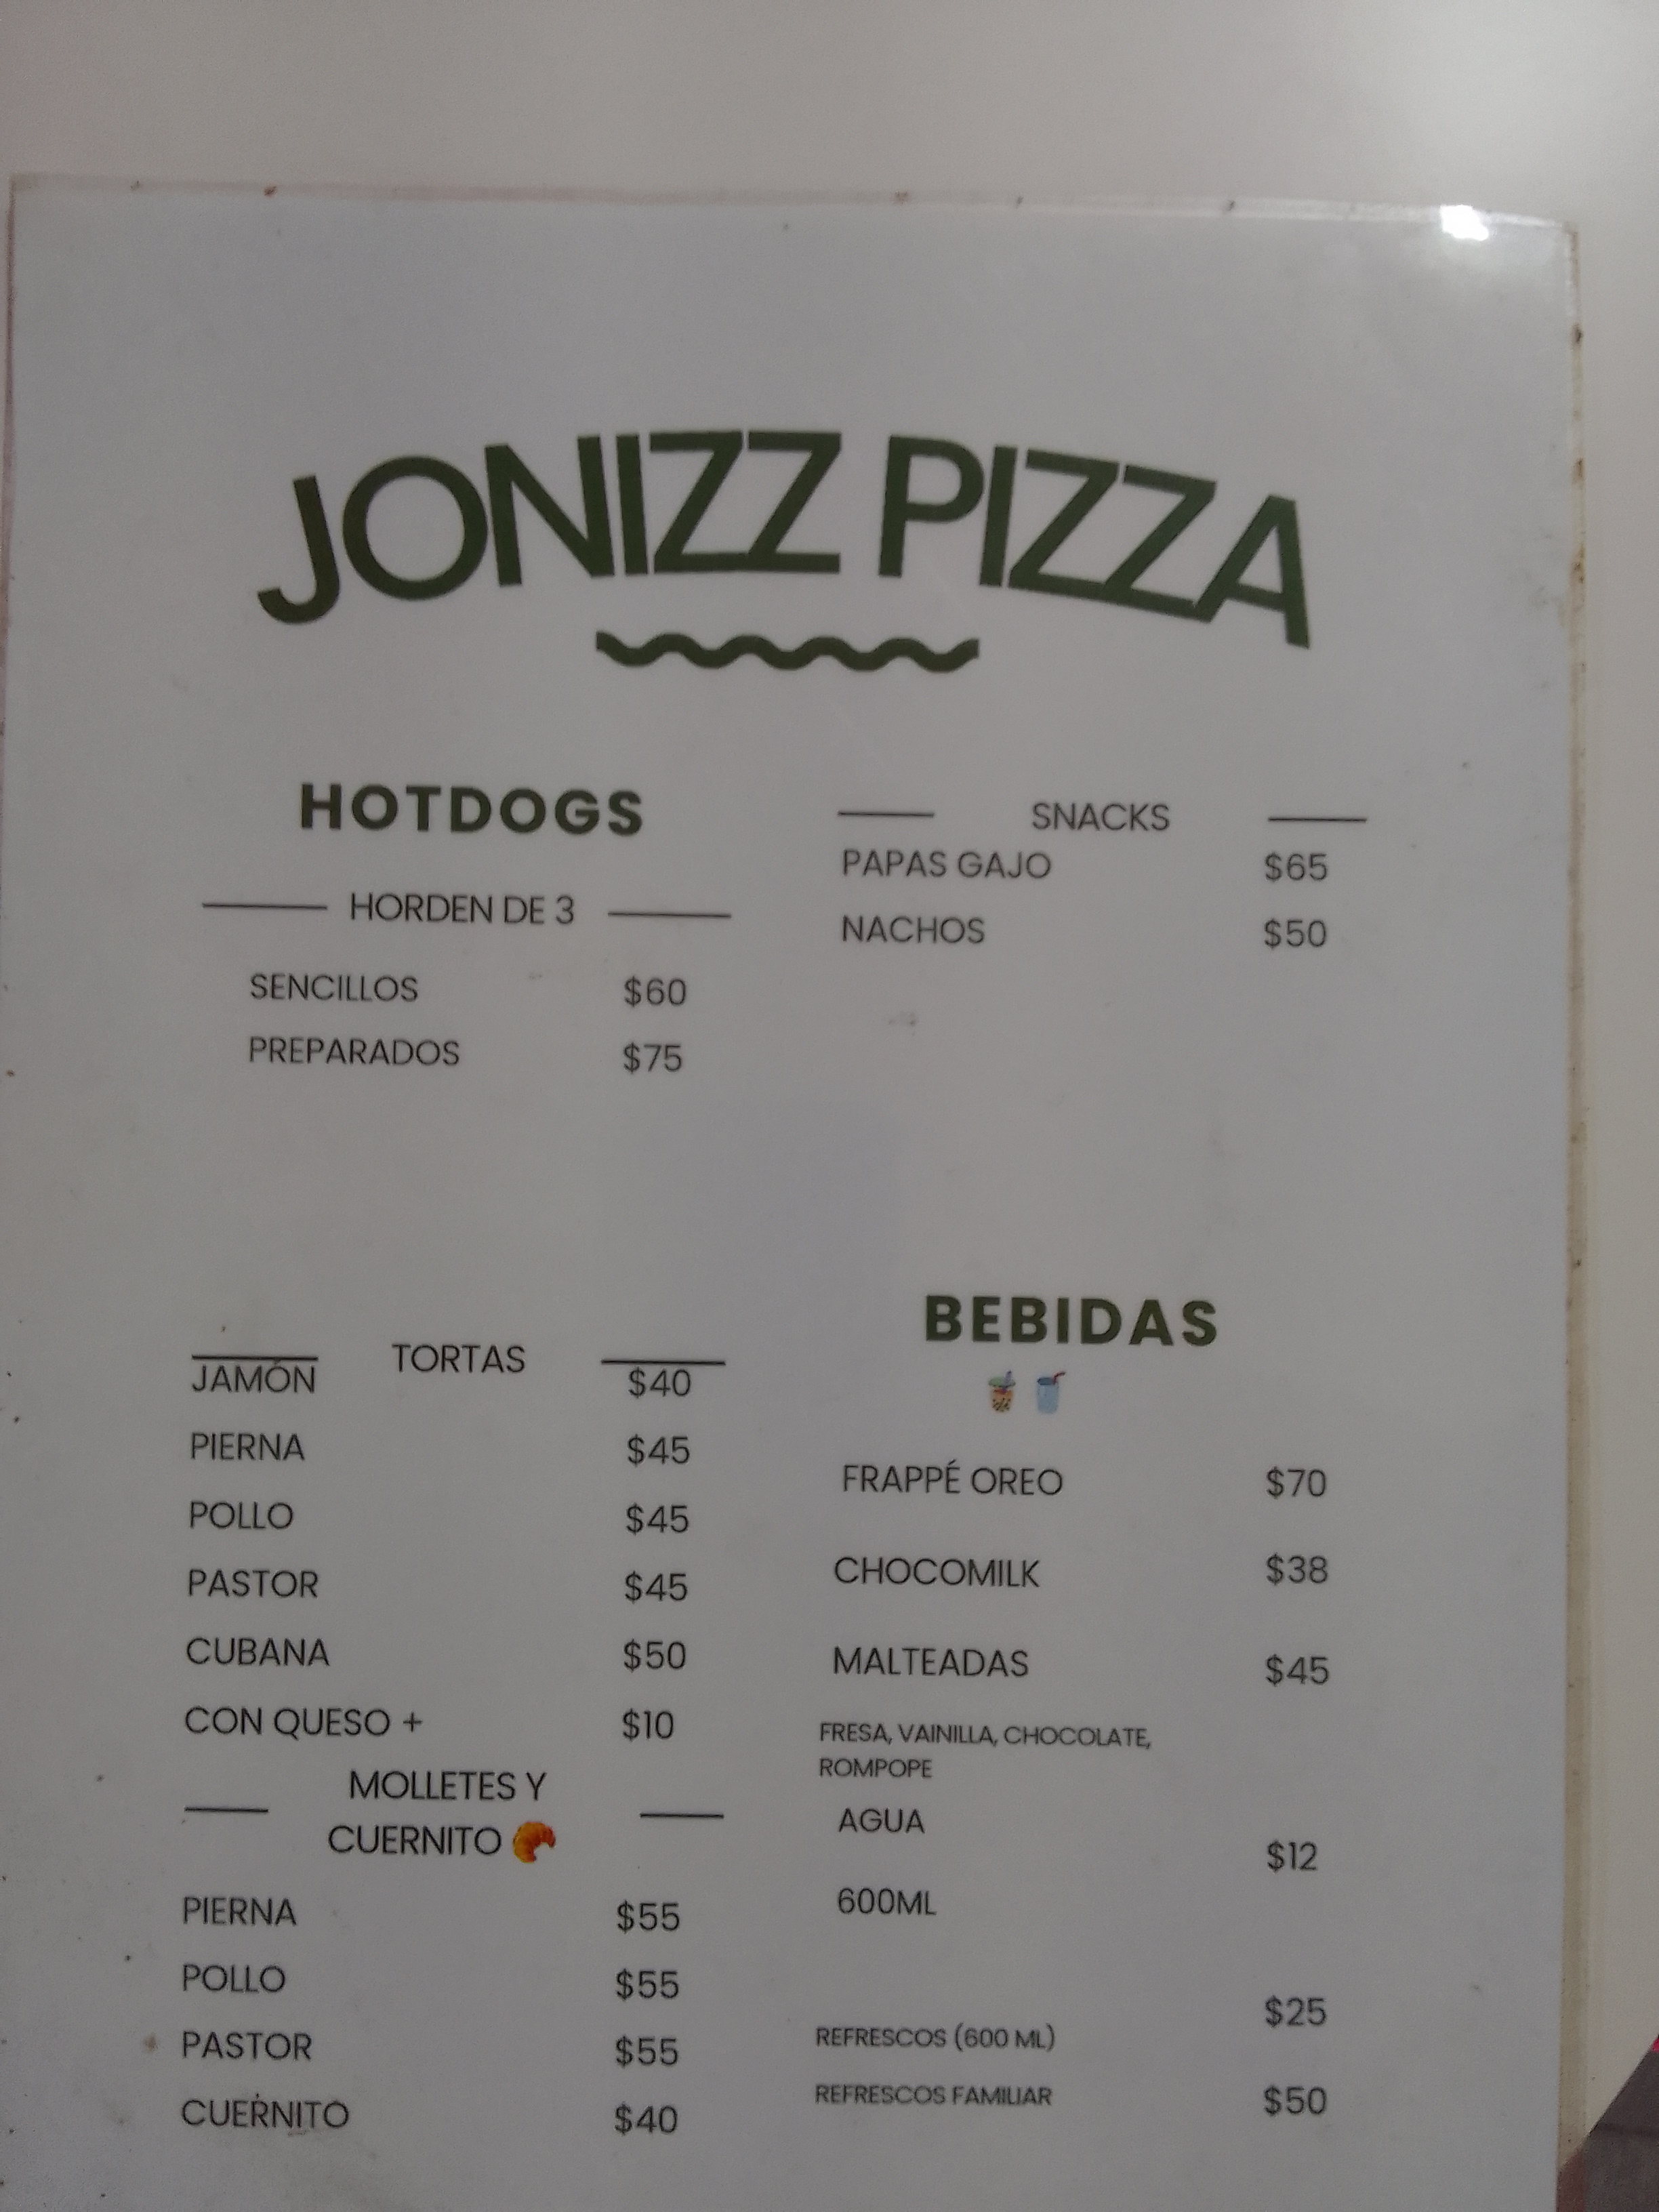 JONIZZ PIZZA
HOTDOGS
HORDEN DE 3
SENCILLOS $60
PREPARADOS $75
SNACKS
PAPAS GAJO $65
NACHOS $50
TORTAS
JAMÓN $40
PIERNA $45
POLLO $45
PASTOR $45
CUBANA $50
CON QUESO + $10
MOLLETES Y
CUERNITO
PIERNA $55
POLLO $55
PASTOR $55
CUERNITO $40
BEBIDAS
FRAPPÉ OREO $70
CHOCOMILK $38
MALTEADAS $45
FRESA, VAINILLA, CHOCOLATE,
ROMPOPE
AGUA
$12
600ML
$25
REFRESCOS (600 ML)
REFRESCOS FAMILIAR $50